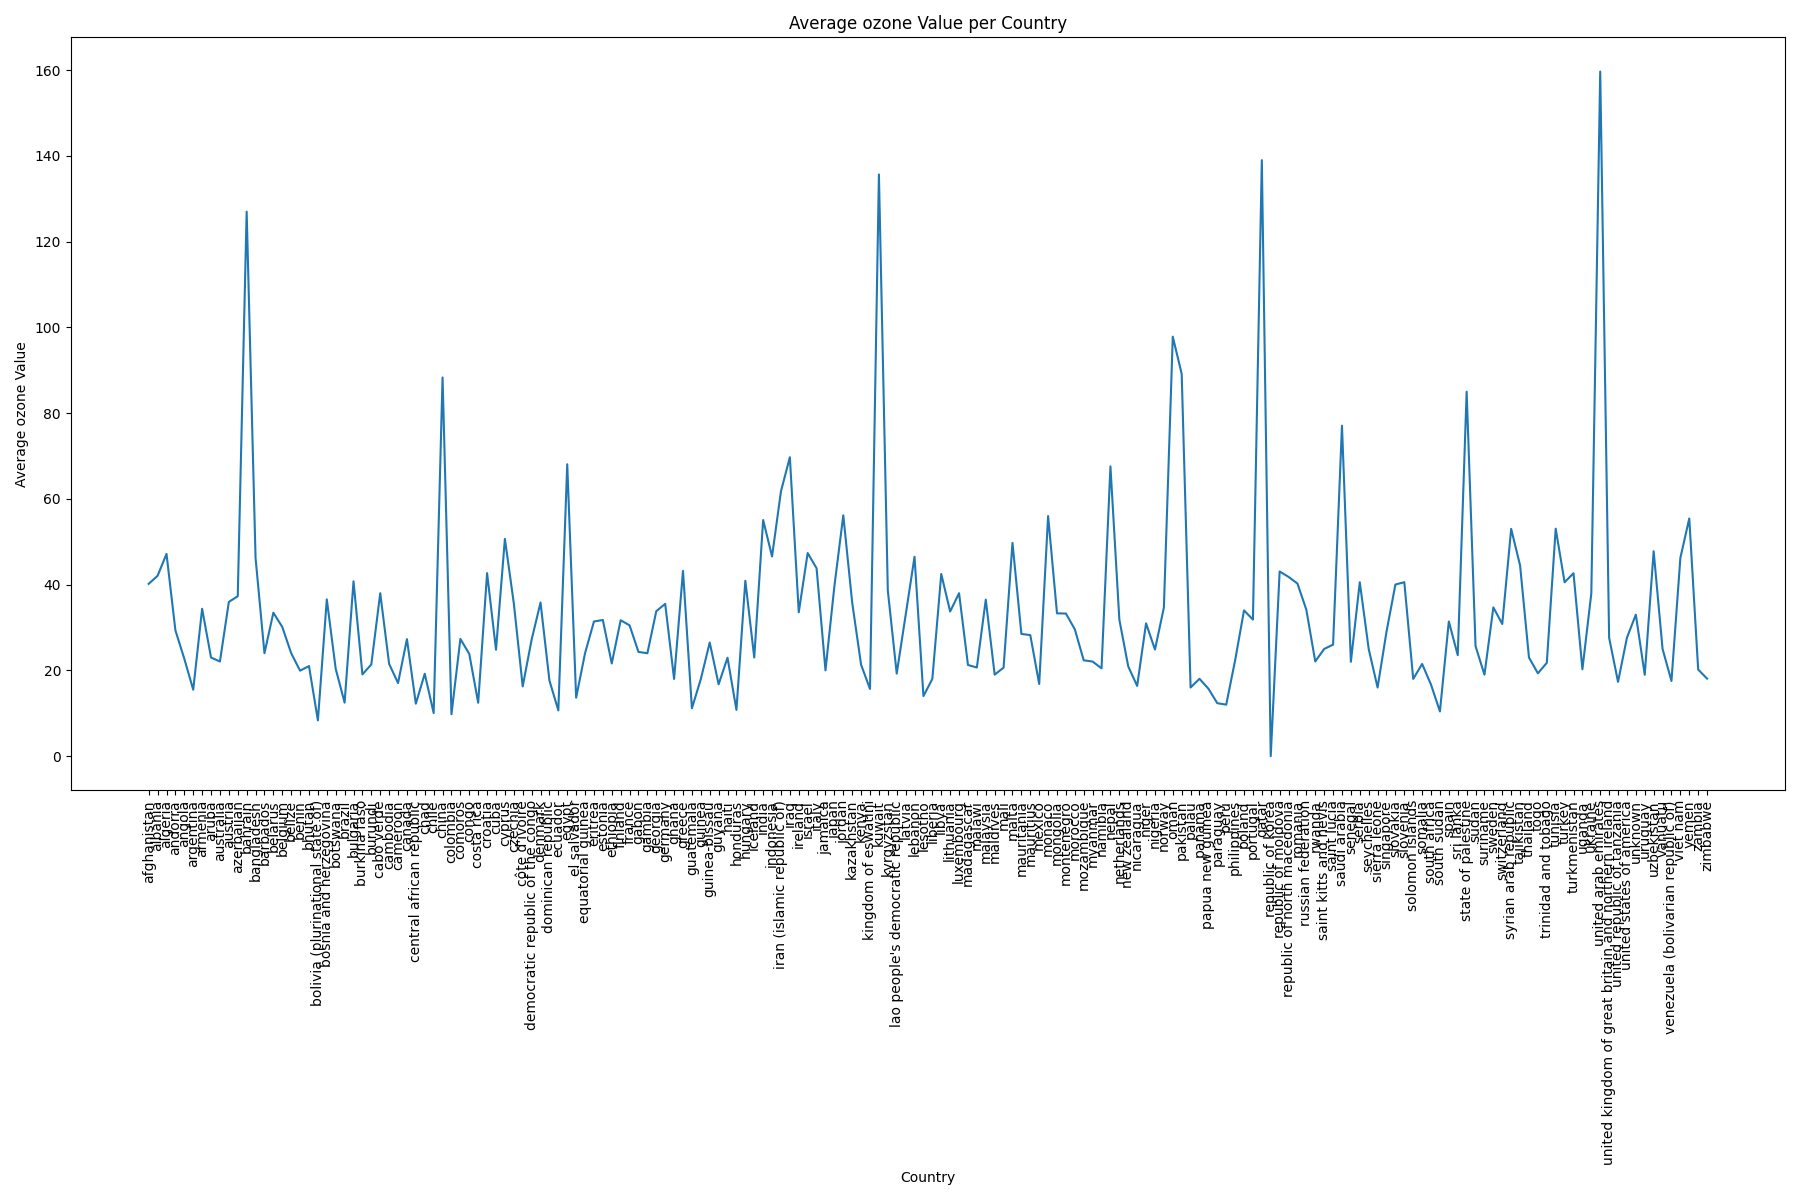 Average ozone Value per Country
Average ozone Value
160
140
120
100
80
60
40
20
0
afghanistan
albania
algeria
andorra
angola
argentina
armenia
aruba
australia
austria
azerbaijan
bahrain
bangladesh
barbados
belarus
belgium
belize
benin
bhutan
bolivia (plurinational state of)
bosnia and herzegovina
botswana
brazil
bulgaria
burkina faso
burundi
cabo verde
cambodia
cameroon
canada
central african republic
chad
chile
china
colombia
comoros
congo
costa rica
croatia
cuba
cyprus
czechia
côte d'ivoire
democratic republic of the congo
denmark
dominican republic
ecuador
egypt
el salvador
equatorial guinea
eritrea
estonia
ethiopia
finland
france
gabon
gambia
georgia
germany
ghana
greece
guatemala
guinea
guinea-bissau
guyana
haiti
honduras
hungary
iceland
india
indonesia
iran (islamic republic of)
iraq
ireland
israel
italy
jamaica
japan
jordan
kazakhstan
kenya
kingdom of eswatini
kuwait
kyrgyzstan
lao people's democratic republic
latvia
lebanon
lesotho
liberia
libya
lithuania
luxembourg
madagascar
malawi
malaysia
maldives
mali
malta
mauritania
mauritius
mexico
monaco
mongolia
montenegro
morocco
mozambique
myanmar
namibia
nepal
netherlands
new zealand
nicaragua
niger
nigeria
norway
oman
pakistan
palau
panama
papua new guinea
paraguay
peru
philippines
poland
portugal
qatar
republic of korea
republic of moldova
republic of north macedonia
romania
russian federation
rwanda
saint kitts and nevis
saint lucia
saudi arabia
senegal
serbia
seychelles
sierra leone
singapore
slovakia
slovenia
solomon islands
somalia
south africa
south sudan
spain
sri lanka
state of palestine
sudan
suriname
sweden
switzerland
syrian arab republic
tajikistan
thailand
togo
trinidad and tobago
tunisia
turkey
turkmenistan
uganda
ukraine
united arab emirates
united kingdom of great britain and northern ireland
united republic of tanzania
united states of america
unknown
uruguay
uzbekistan
vanuatu
venezuela (bolivarian republic of)
viet nam
yemen
zambia
zimbabwe
Country